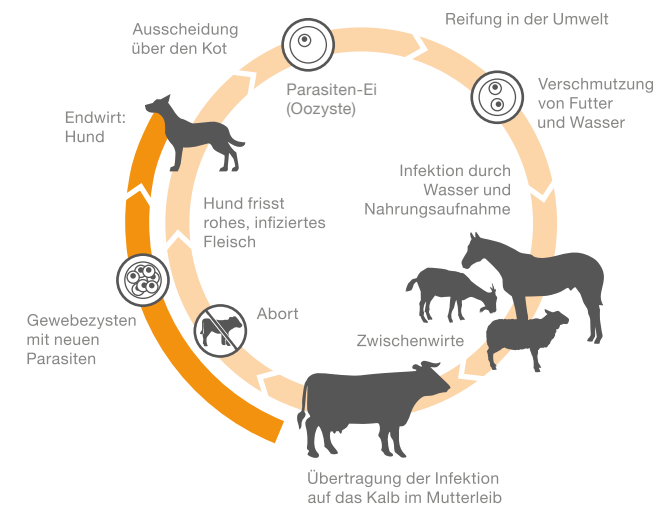 Ausscheidung
über den Kot
Reifung in der Umwelt
Parasiten-Ei
(Oozyste)
Verschmutzung
von Futter
und Wasser
Endwirt:
Hund
Infektion durch
Wasser und
Nahrungsaufnahme
Hund frisst
rohes, infiziertes
Fleisch
Gewebezysten
mit neuen
Parasiten
Abort
Zwischenwirte
Übertragung der Infektion
auf das Kalb im Mutterleib